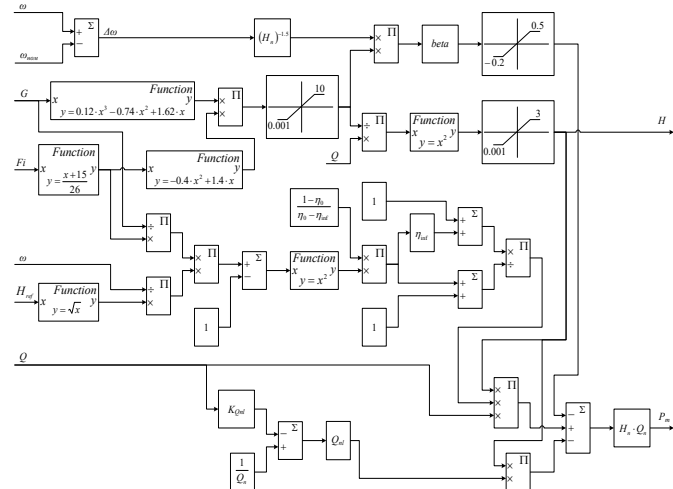 ω
+
−
Σ
Δω
ω_nom
(H_n)^-1.5
×
×
Π
beta
0.5
−0.2
G
Function
x y
y = 0.12·x^3 − 0.74·x^2 + 1.62·x
×
×
Π
10
0.001
÷
×
Π
Q
Function
y = x^2
3
0.001
H
Fi
Function
x y
y = (x+15)/26
Function
x y
y = −0.4·x^2 + 1.4·x
÷
×
Π
×
×
Π
+
−
Σ
1
Function
x y
y = x^2
(1−η_0)/(η_0−η_nl)
×
×
Π
1
η_nl
+
+
Σ
+
+
Σ
1
×
÷
Π
ω
÷
×
Π
H_ref
Function
x y
y = √x
Q
K_Qnl
−
+
Σ
1/Q_n
Q_nl
×
×
×
Π
×
×
Π
−
+
−
Σ
H_n·Q_n
P_m